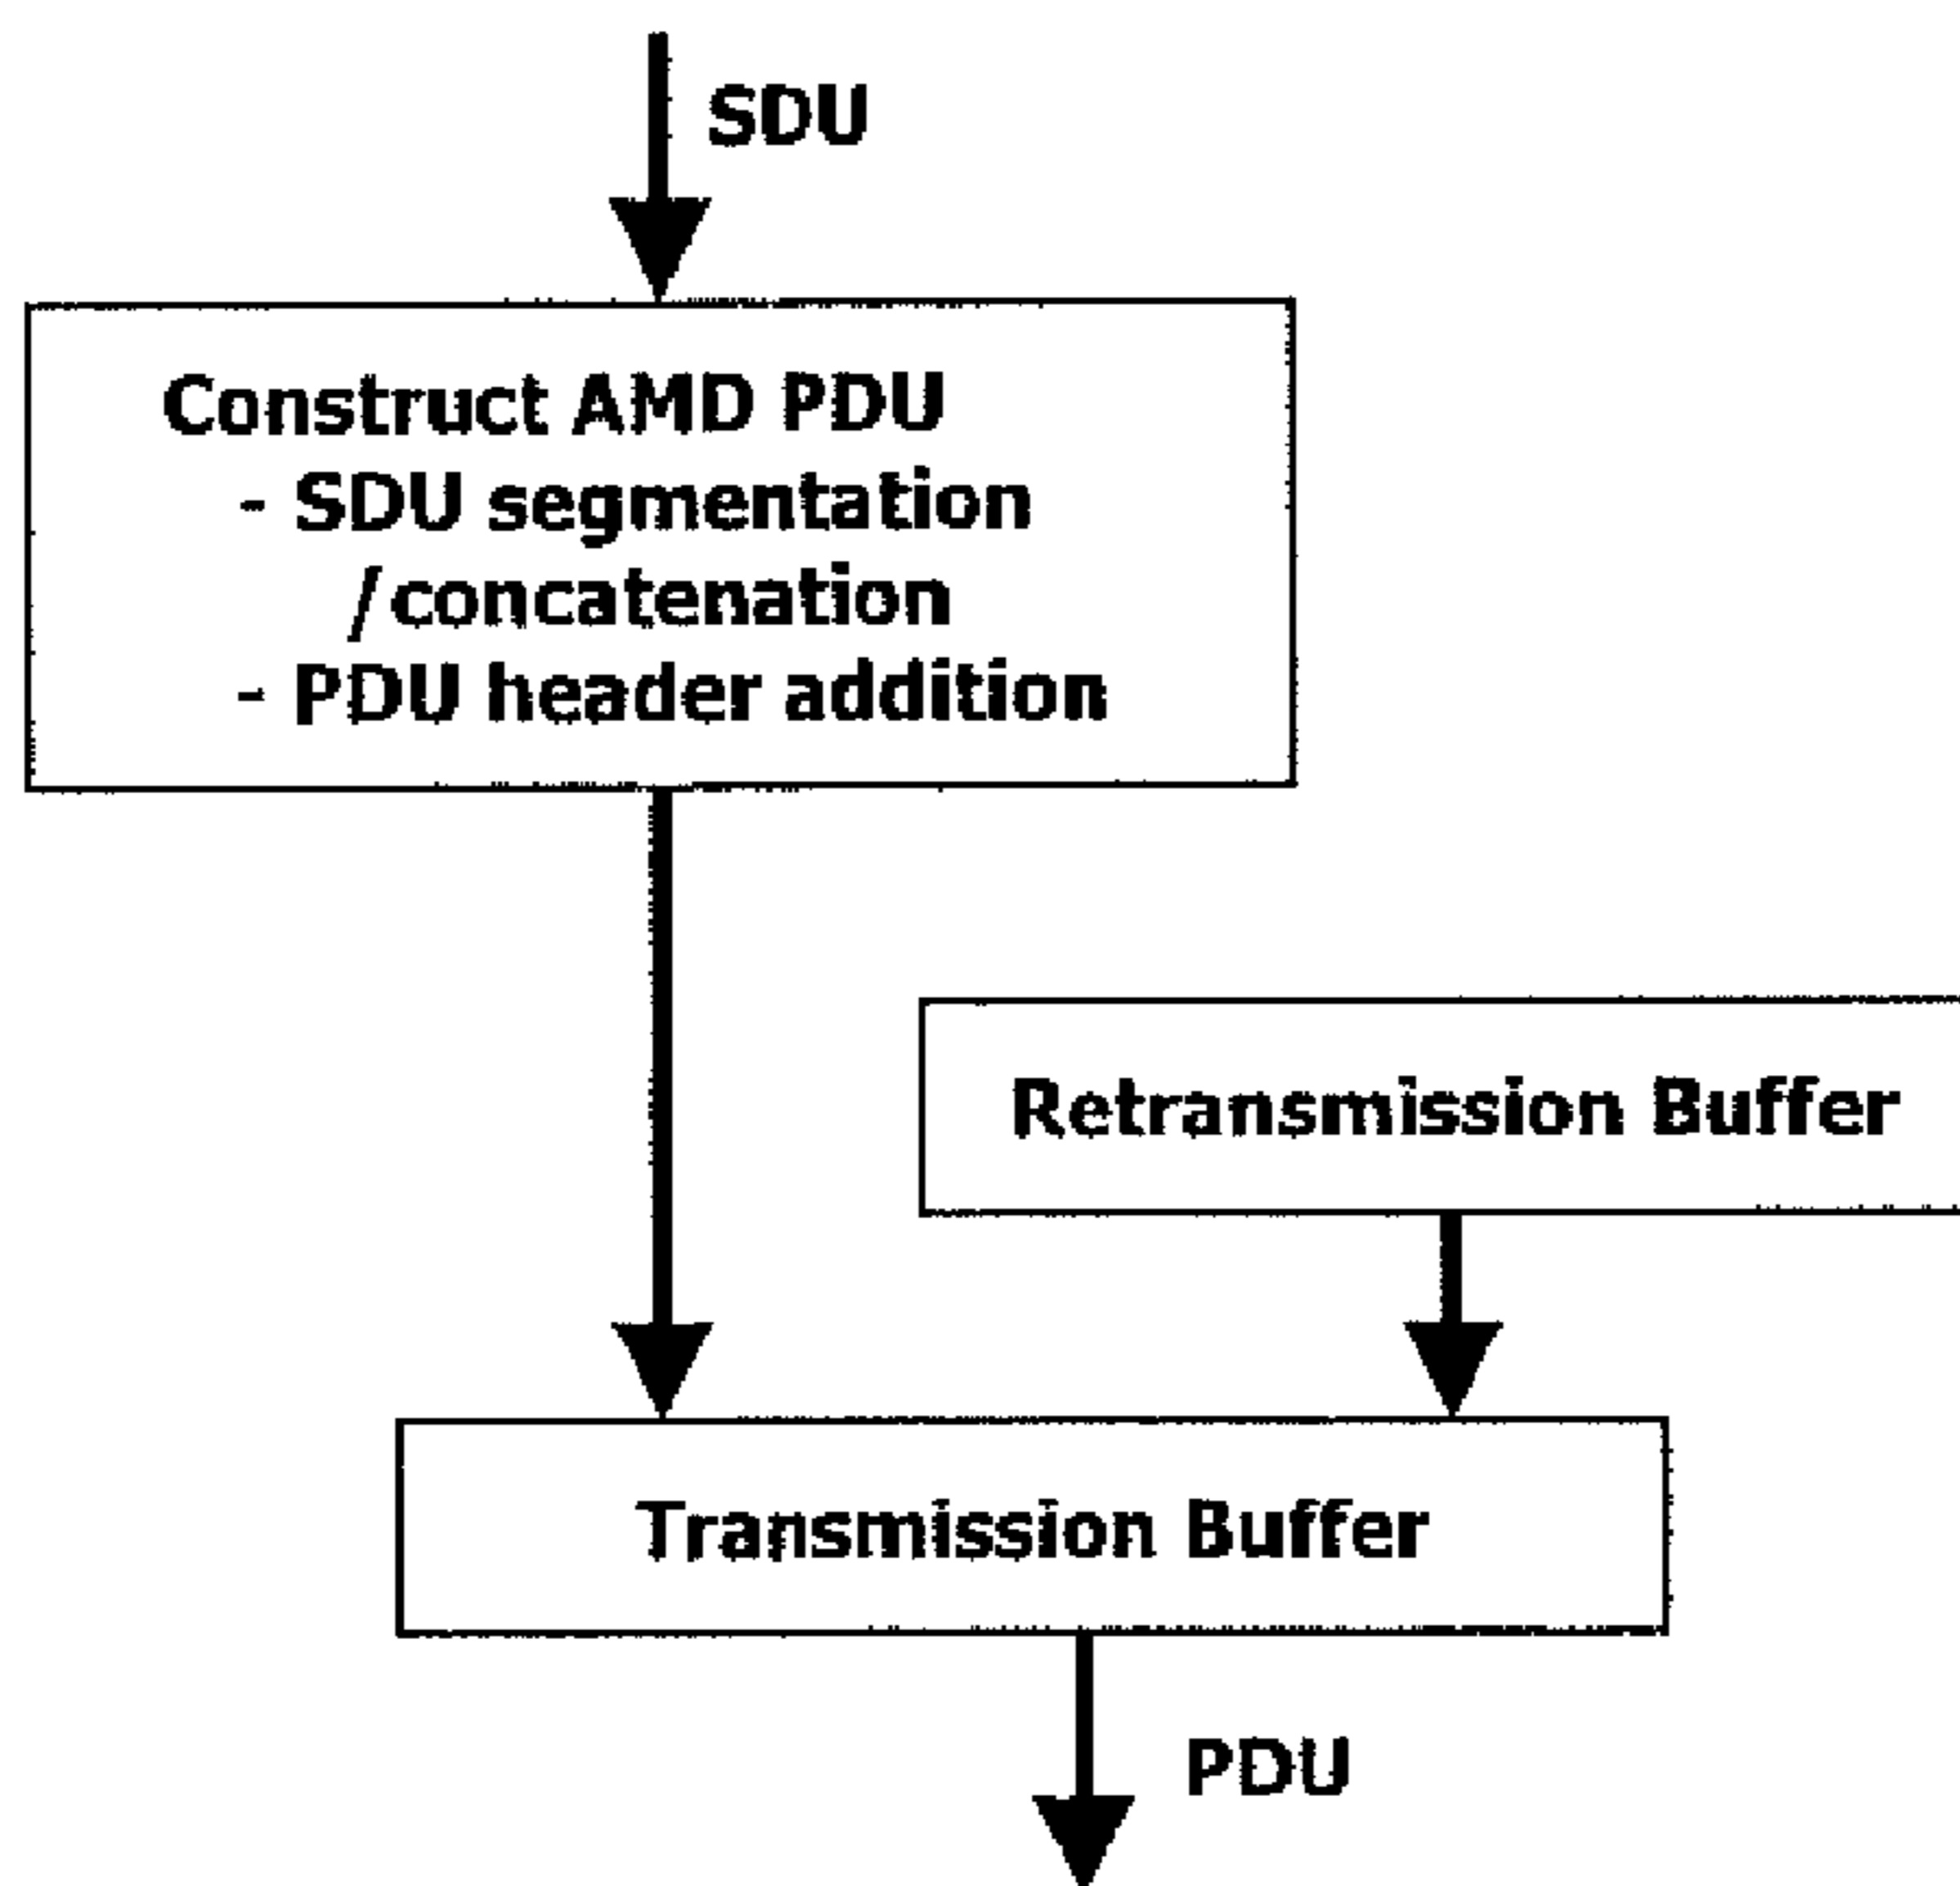 SDU
Construct AMD PDU
- SDU segmentation
/concatenation
- PDU header addition
Retransmission Buffer
Transmission Buffer
PDU